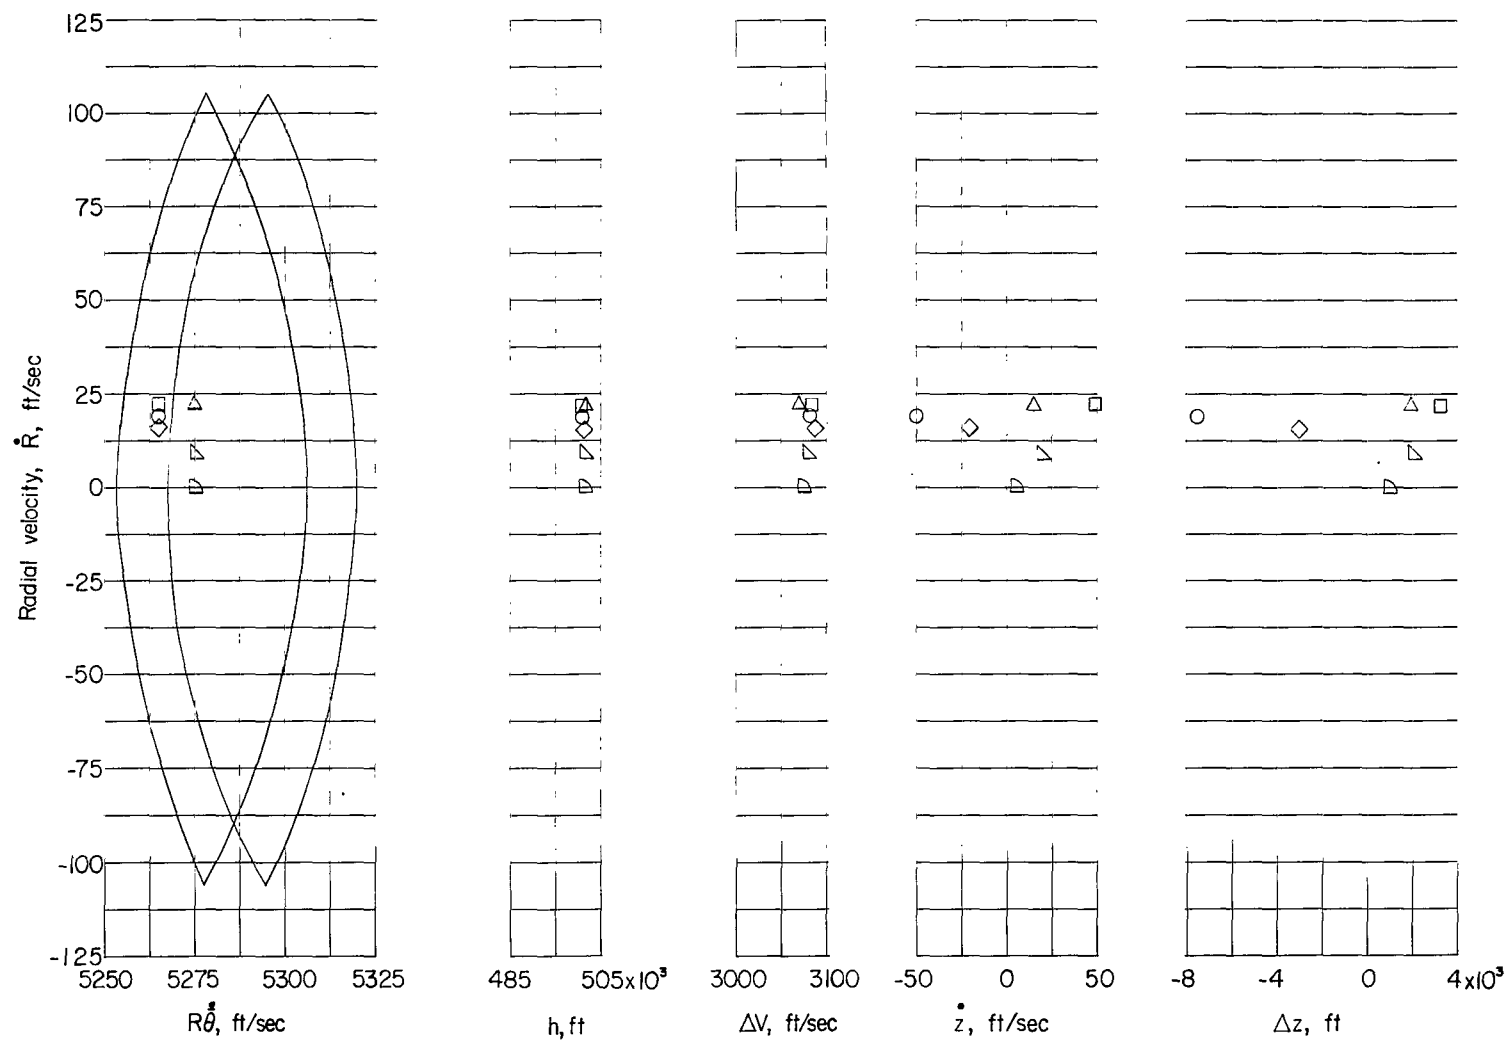 125
100
75
50
25
0
-25
-50
-75
-100
-125
Radial velocity, Ṙ, ft/sec
5250 5275 5300 5325
Rθ̇, ft/sec
485 505x10³
h, ft
3000 3100
ΔV, ft/sec
-50 0 50
ż, ft/sec
-8 -4 0 4x10³
Δz, ft